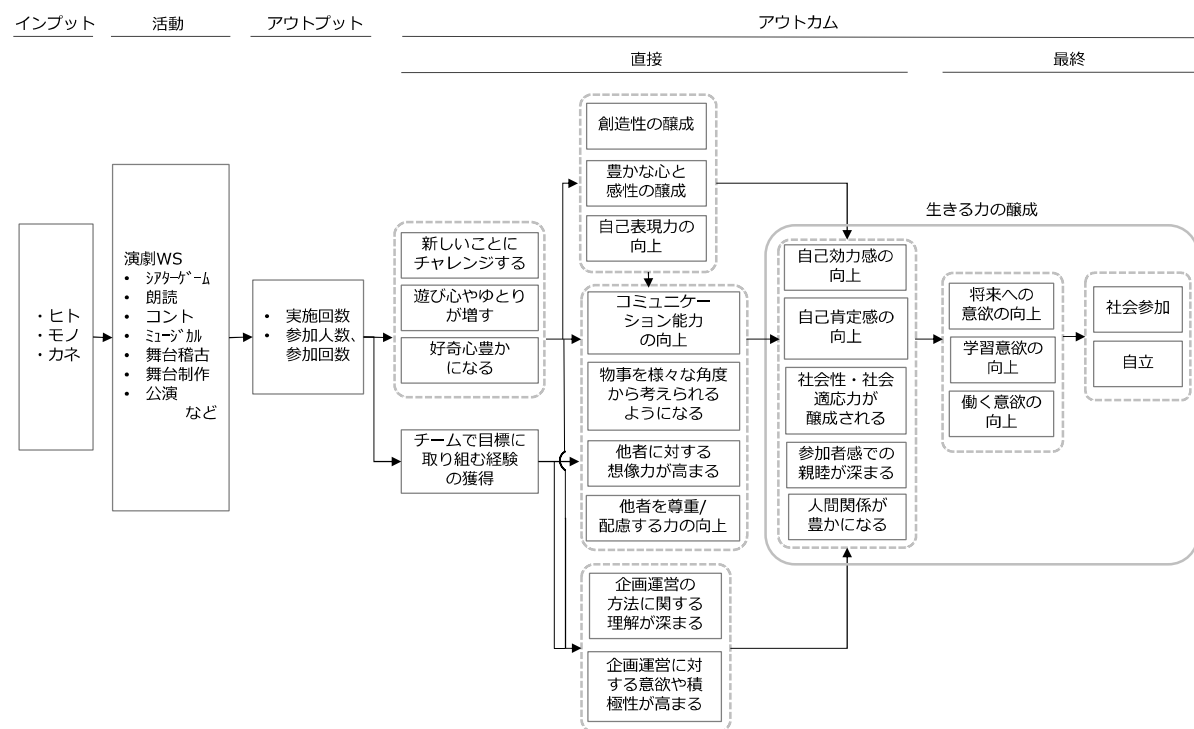 インプット
活動
アウトプット
アウトカム
直接
最終
・ヒト
・モノ
・カネ
演劇WS
• ｼｱﾀｰｹﾞｰﾑ
• 朗読
• コント
• ﾐｭｰｼﾞｶﾙ
• 舞台稽古
• 舞台制作
• 公演
など
• 実施回数
• 参加人数、
参加回数
新しいことに
チャレンジする
遊び心やゆとり
が増す
好奇心豊か
になる
チームで目標に
取り組む経験
の獲得
創造性の醸成
豊かな心と
感性の醸成
自己表現力の
向上
コミュニケー
ション能力
の向上
物事を様々な角度
から考えられる
ようになる
他者に対する
想像力が高まる
他者を尊重/
配慮する力の向上
企画運営の
方法に関する
理解が深まる
企画運営に対
する意欲や積
極性が高まる
生きる力の醸成
自己効力感の
向上
自己肯定感の
向上
社会性・社会
適応力が
醸成される
参加者感での
親睦が深まる
人間関係が
豊かになる
将来への
意欲の向上
学習意欲の
向上
働く意欲の
向上
社会参加
自立